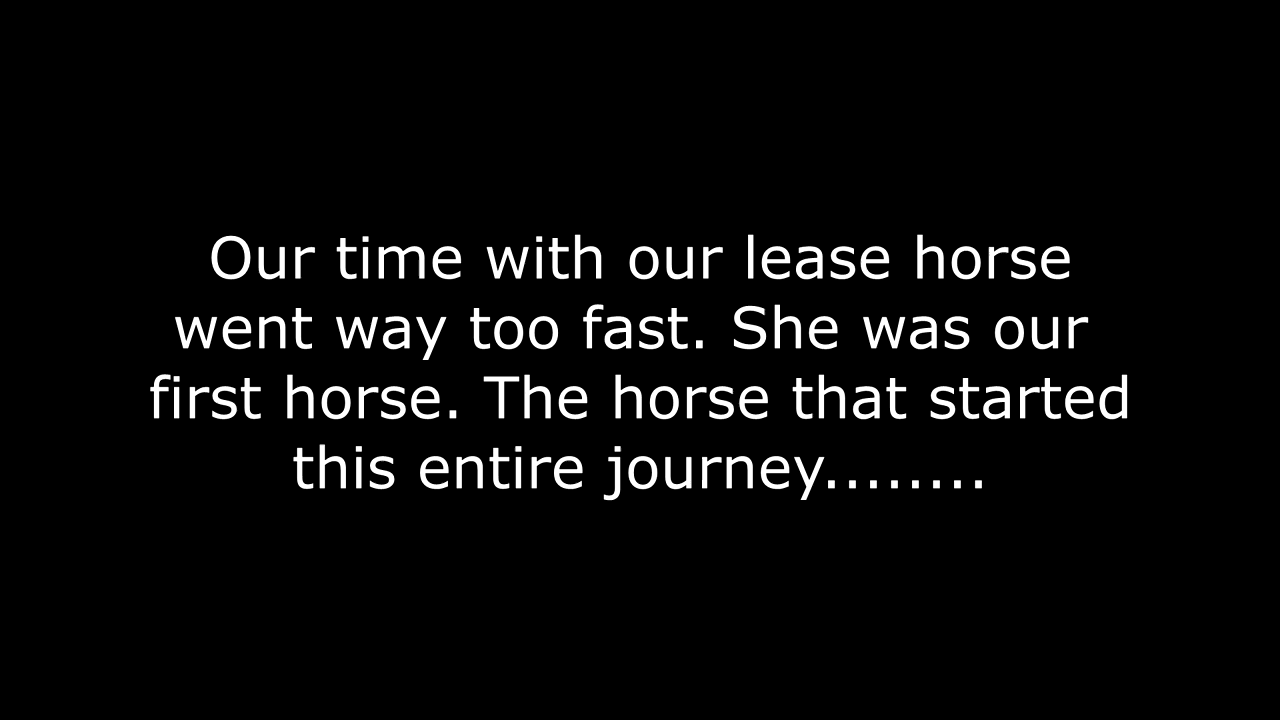 Our time with our lease horse
went way too fast. She was our
first horse. The horse that started
this entire journey........